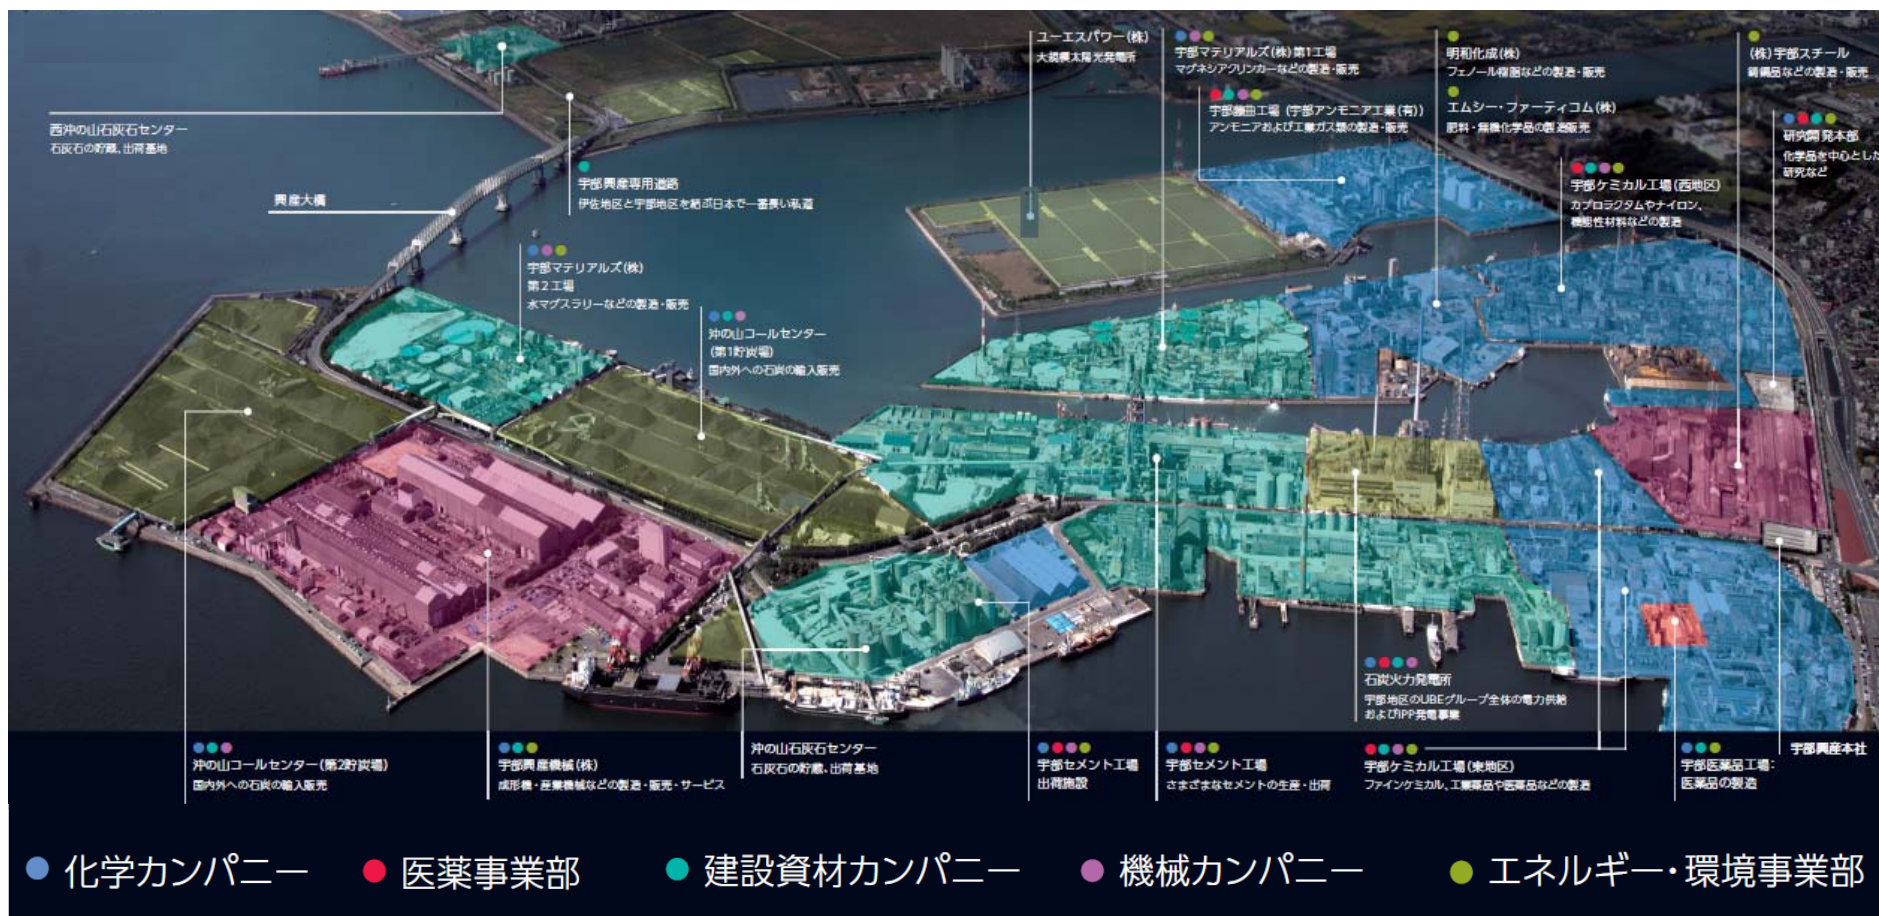 ユーエスパワー(株)
大規模太陽光発電所
宇部マテリアルズ(株)第1工場
マグネシアクリンカーなどの製造・販売
宇部藤曲工場 (宇部アンモニア工業(有))
アンモニアおよび工業ガス類の製造・販売
明和化成(株)
フェノール樹脂などの製造・販売
エムシー・ファーティコム(株)
肥料・無機化学品の製造販売
(株)宇部スチール
鋳鋼品などの製造・販売
研究開発本部
化学品を中心とした
研究など
宇部ケミカル工場(西地区)
カプロラクタムやナイロン、
機能性材料などの製造
西沖の山石灰石センター
石灰石の貯蔵、出荷基地
興産大橋
宇部興産専用道路
伊佐地区と宇部地区を結ぶ日本で一番長い私道
宇部マテリアルズ(株)
第2工場
水マグスラリーなどの製造・販売
沖の山コールセンター
(第1貯炭場)
国内外への石炭の輸入販売
石炭火力発電所
宇部地区のUBEグループ全体の電力供給
およびIPP発電事業
沖の山コールセンター(第2貯炭場)
国内外への石炭の輸入販売
宇部興産機械(株)
成形機・産業機械などの製造・販売・サービス
沖の山石灰石センター
石灰石の貯蔵、出荷基地
宇部セメント工場
出荷施設
宇部セメント工場
さまざまなセメントの生産・出荷
宇部ケミカル工場(東地区)
ファインケミカル、工業薬品や医薬品などの製造
宇部医薬品工場:
医薬品の製造
宇部興産本社
化学カンパニー
医薬事業部
建設資材カンパニー
機械カンパニー
エネルギー・環境事業部